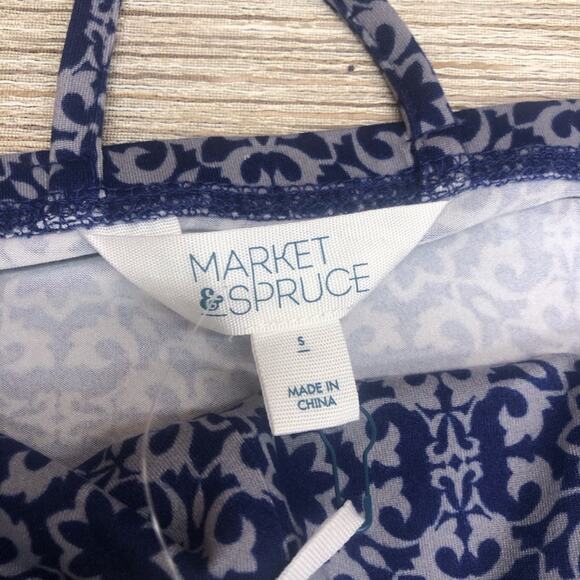 MARKET
& SPRUCE
S
MADE IN
CHINA